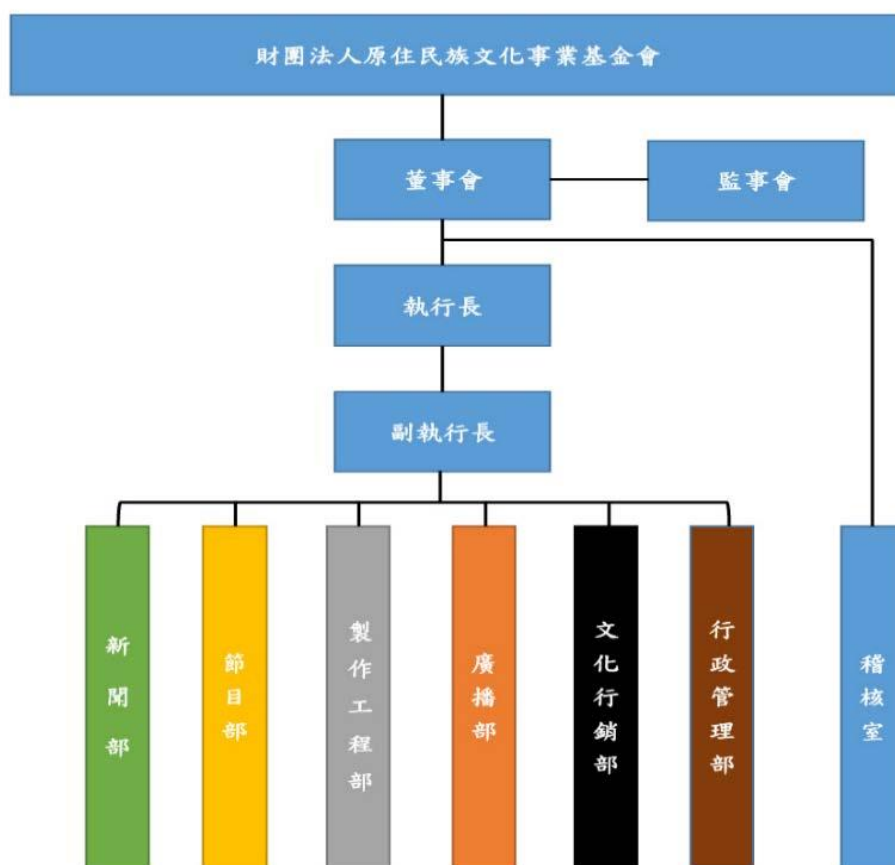 財團法人原住民族文化事業基金會
董事會
監事會
執行長
副執行長
新聞部
節目部
製作工程部
廣播部
文化行銷部
行政管理部
稽核室